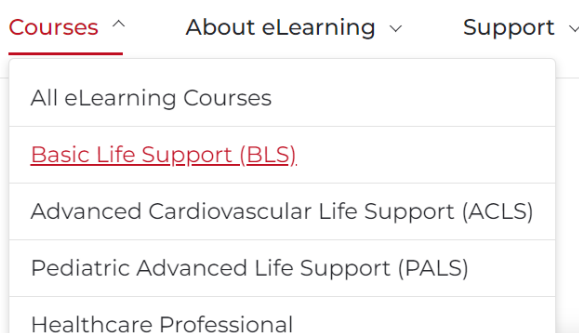 Courses About eLearning Support
All eLearning Courses
Basic Life Support (BLS)
Advanced Cardiovascular Life Support (ACLS)
Pediatric Advanced Life Support (PALS)
Healthcare Professional